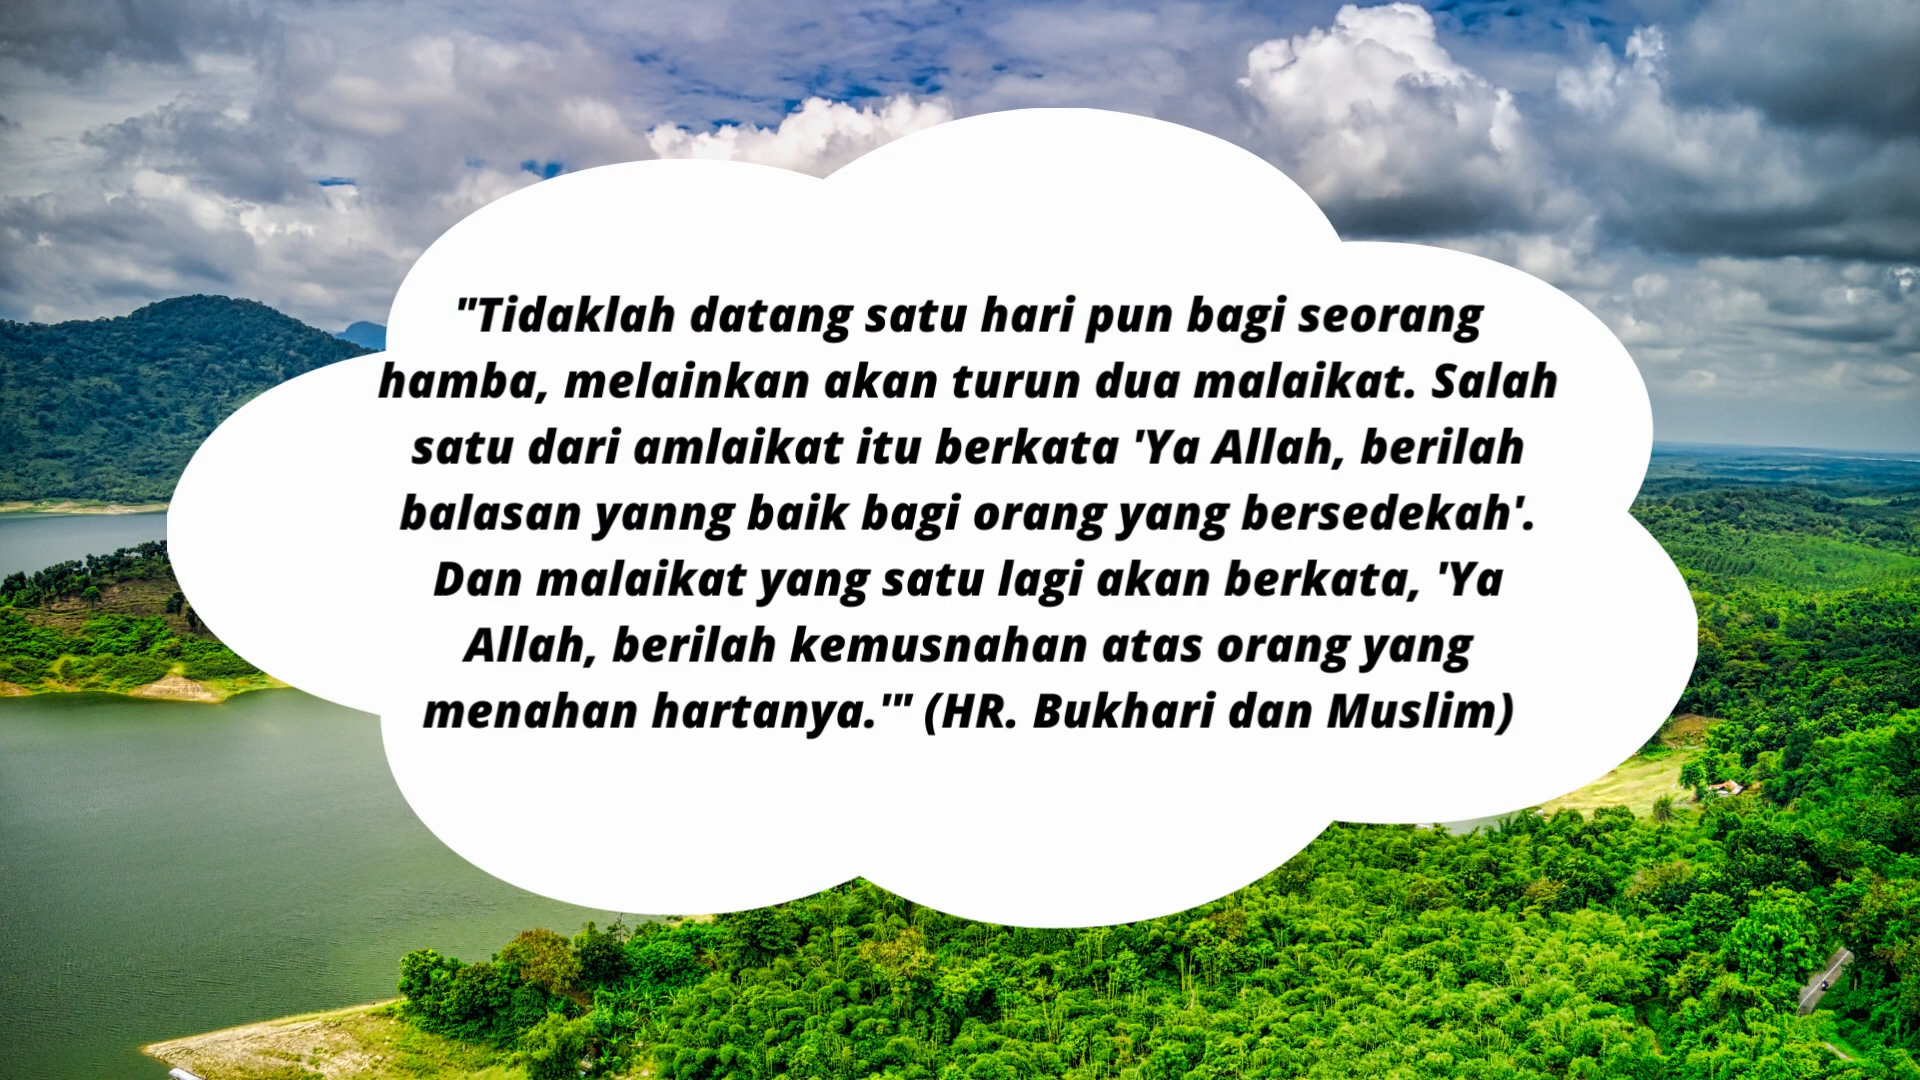 "Tidaklah datang satu hari pun bagi seorang
hamba, melainkan akan turun dua malaikat. Salah
satu dari amlaikat itu berkata 'Ya Allah, berilah
balasan yanng baik bagi orang yang bersedekah'.
Dan malaikat yang satu lagi akan berkata, 'Ya
Allah, berilah kemusnahan atas orang yang
menahan hartanya.'" (HR. Bukhari dan Muslim)